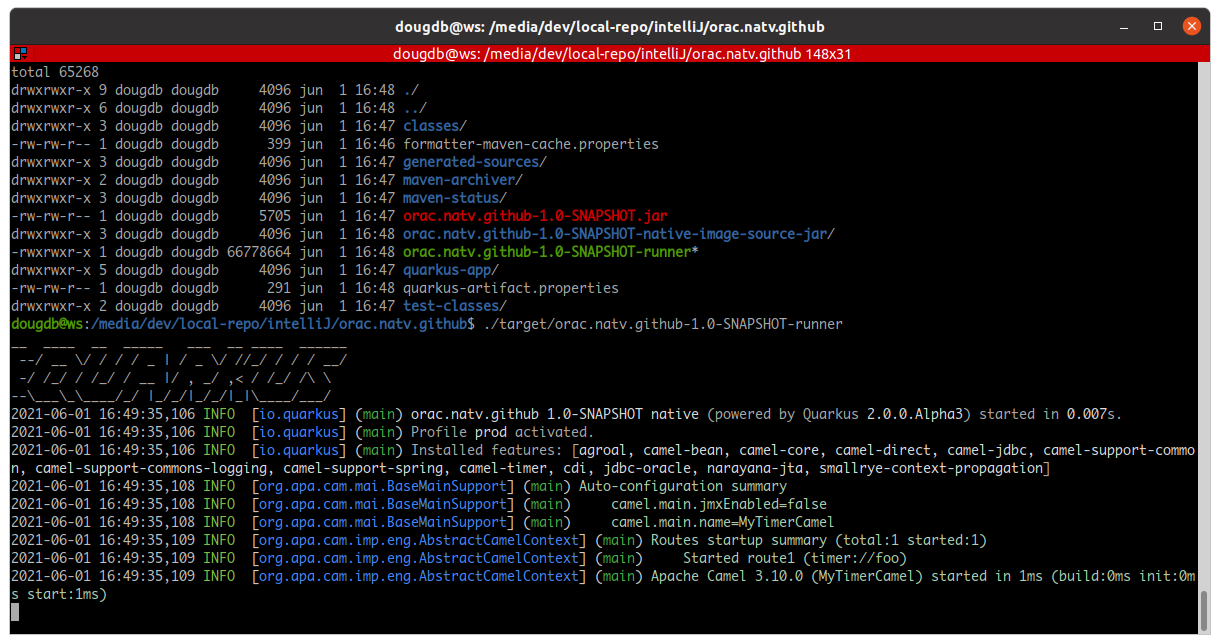 dougdb@ws: /media/dev/local-repo/intelliJ/orac.natv.github
dougdb@ws: /media/dev/local-repo/intelliJ/orac.natv.github 148x31
total 65268
drwxrwxr-x 9 dougdb dougdb     4096 jun  1 16:48 ./
drwxrwxr-x 6 dougdb dougdb     4096 jun  1 16:48 ../
drwxrwxr-x 3 dougdb dougdb     4096 jun  1 16:47 classes/
-rw-rw-r-- 1 dougdb dougdb      399 jun  1 16:46 formatter-maven-cache.properties
drwxrwxr-x 3 dougdb dougdb     4096 jun  1 16:47 generated-sources/
drwxrwxr-x 2 dougdb dougdb     4096 jun  1 16:47 maven-archiver/
drwxrwxr-x 3 dougdb dougdb     4096 jun  1 16:47 maven-status/
-rw-rw-r-- 1 dougdb dougdb     5705 jun  1 16:47 orac.natv.github-1.0-SNAPSHOT.jar
drwxrwxr-x 3 dougdb dougdb     4096 jun  1 16:48 orac.natv.github-1.0-SNAPSHOT-native-image-source-jar/
-rwxrwxr-x 1 dougdb dougdb 66778664 jun  1 16:48 orac.natv.github-1.0-SNAPSHOT-runner*
drwxrwxr-x 5 dougdb dougdb     4096 jun  1 16:47 quarkus-app/
-rw-rw-r-- 1 dougdb dougdb      291 jun  1 16:48 quarkus-artifact.properties
drwxrwxr-x 2 dougdb dougdb     4096 jun  1 16:47 test-classes/
dougdb@ws:/media/dev/local-repo/intelliJ/orac.natv.github$ ./target/orac.natv.github-1.0-SNAPSHOT-runner
__  ____  __  _____   ___  __ ____  ______
 --/ __ \/ / / / _ | / _ \/ //_/ / / / __/
 -/ /_/ / /_/ / __ |/ , _/ ,< / /_/ /\ \
--\___\_\____/_/ |_/_/|_/_/|_|\____/___/
2021-06-01 16:49:35,106 INFO  [io.quarkus] (main) orac.natv.github 1.0-SNAPSHOT native (powered by Quarkus 2.0.0.Alpha3) started in 0.007s.
2021-06-01 16:49:35,106 INFO  [io.quarkus] (main) Profile prod activated.
2021-06-01 16:49:35,106 INFO  [io.quarkus] (main) Installed features: [agroal, camel-bean, camel-core, camel-direct, camel-jdbc, camel-support-commo
n, camel-support-commons-logging, camel-support-spring, camel-timer, cdi, jdbc-oracle, narayana-jta, smallrye-context-propagation]
2021-06-01 16:49:35,108 INFO  [org.apa.cam.mai.BaseMainSupport] (main) Auto-configuration summary
2021-06-01 16:49:35,108 INFO  [org.apa.cam.mai.BaseMainSupport] (main)     camel.main.jmxEnabled=false
2021-06-01 16:49:35,108 INFO  [org.apa.cam.mai.BaseMainSupport] (main)     camel.main.name=MyTimerCamel
2021-06-01 16:49:35,109 INFO  [org.apa.cam.imp.eng.AbstractCamelContext] (main) Routes startup summary (total:1 started:1)
2021-06-01 16:49:35,109 INFO  [org.apa.cam.imp.eng.AbstractCamelContext] (main)     Started route1 (timer://foo)
2021-06-01 16:49:35,109 INFO  [org.apa.cam.imp.eng.AbstractCamelContext] (main) Apache Camel 3.10.0 (MyTimerCamel) started in 1ms (build:0ms init:0m
s start:1ms)